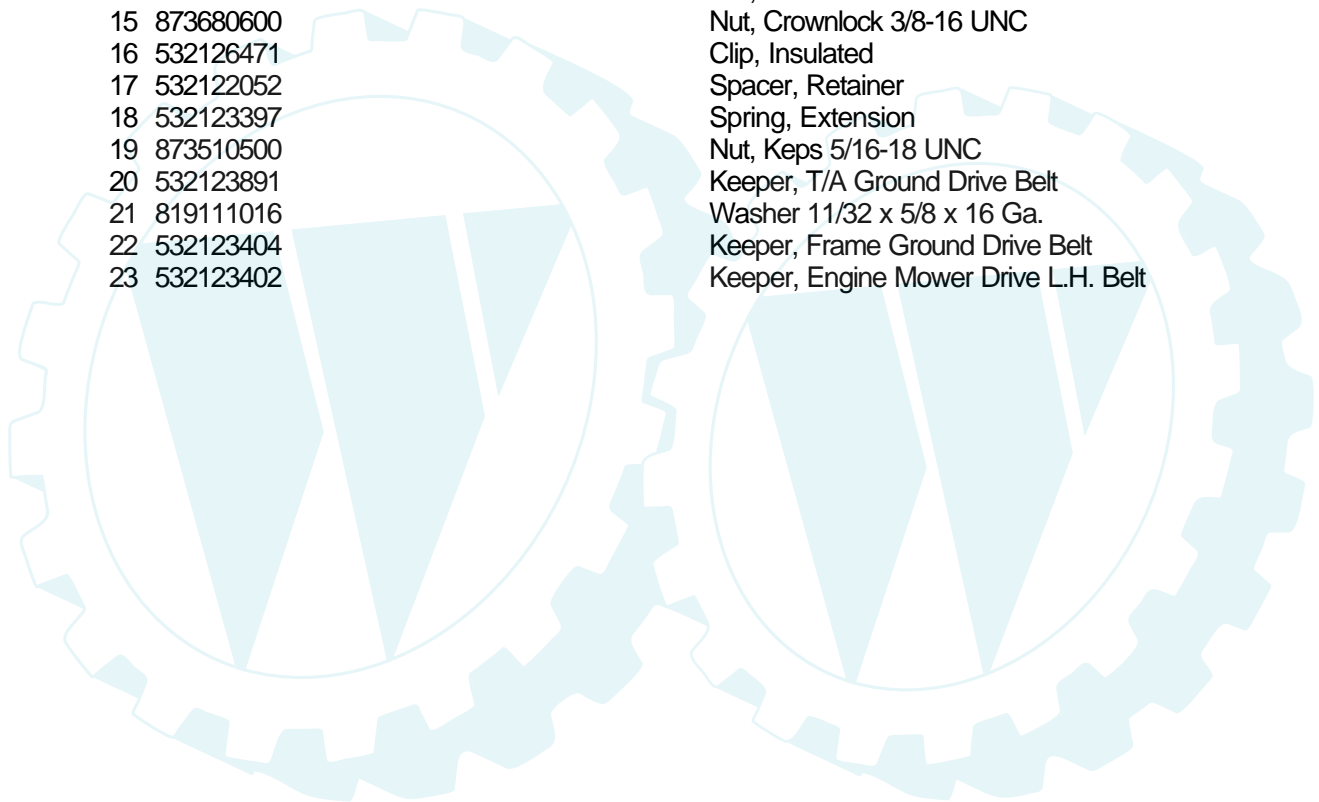 15 873680600 Nut, Crownlock 3/8-16 UNC
16 532126471 Clip, Insulated
17 532122052 Spacer, Retainer
18 532123397 Spring, Extension
19 873510500 Nut, Keps 5/16-18 UNC
20 532123891 Keeper, T/A Ground Drive Belt
21 819111016 Washer 11/32 x 5/8 x 16 Ga.
22 532123404 Keeper, Frame Ground Drive Belt
23 532123402 Keeper, Engine Mower Drive L.H. Belt